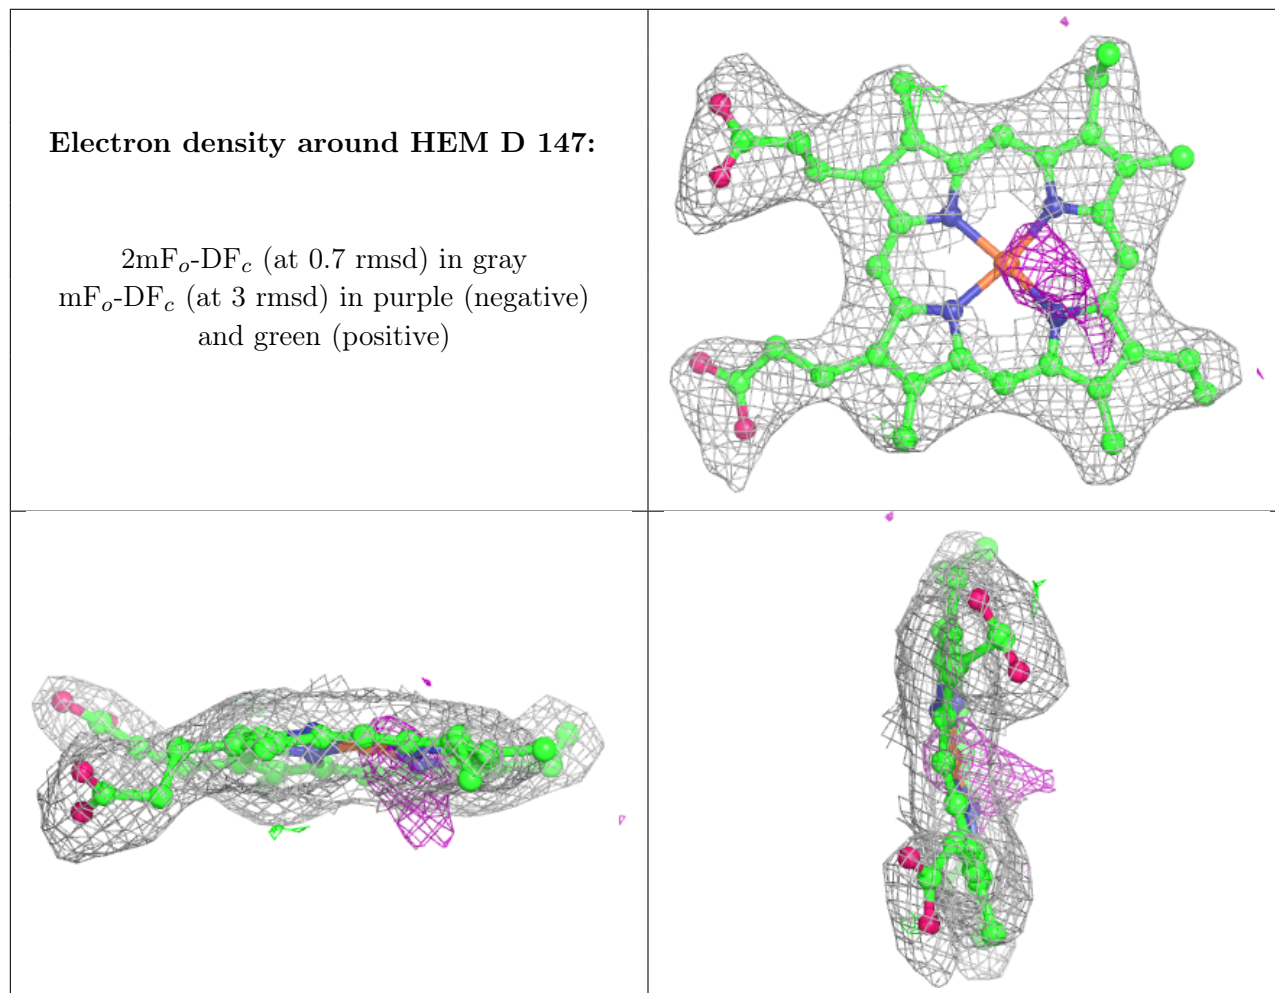 Electron density around HEM D 147:
2mFo-DFc (at 0.7 rmsd) in gray
mFo-DFc (at 3 rmsd) in purple (negative)
and green (positive)